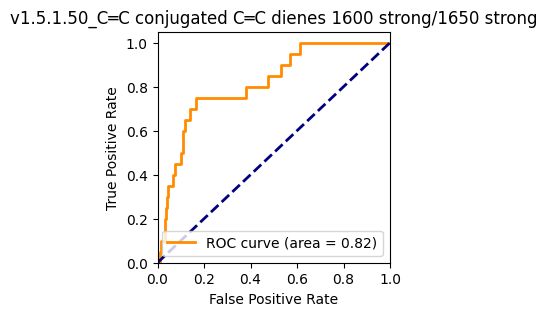 v1.5.1.50_C=C conjugated C=C dienes 1600 strong/1650 strong
1.0
0.8
0.6
0.4
0.2
0.0
True Positive Rate
ROC curve (area = 0.82)
0.0 0.2 0.4 0.6 0.8 1.0
False Positive Rate